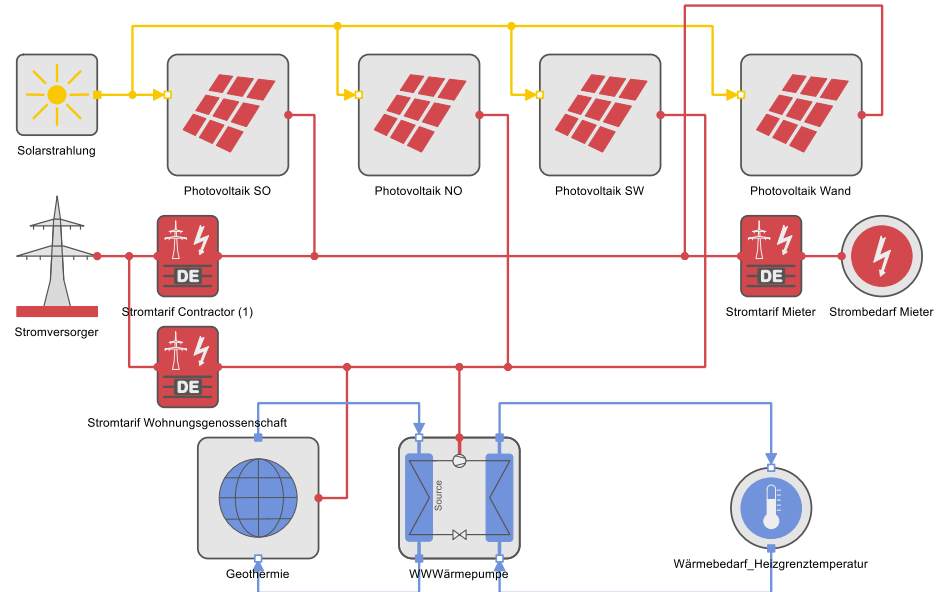 Solarstrahlung
Photovoltaik SO
Photovoltaik NO
Photovoltaik SW
Photovoltaik Wand
DE
DE
Stromversorger
Stromtarif Contractor (1)
Stromtarif Mieter
Strombedarf Mieter
DE
Stromtarif Wohnungsgenossenschaft
Source
Geothermie
WWWärmepumpe
Wärmebedarf_Heizgrenztemperatur